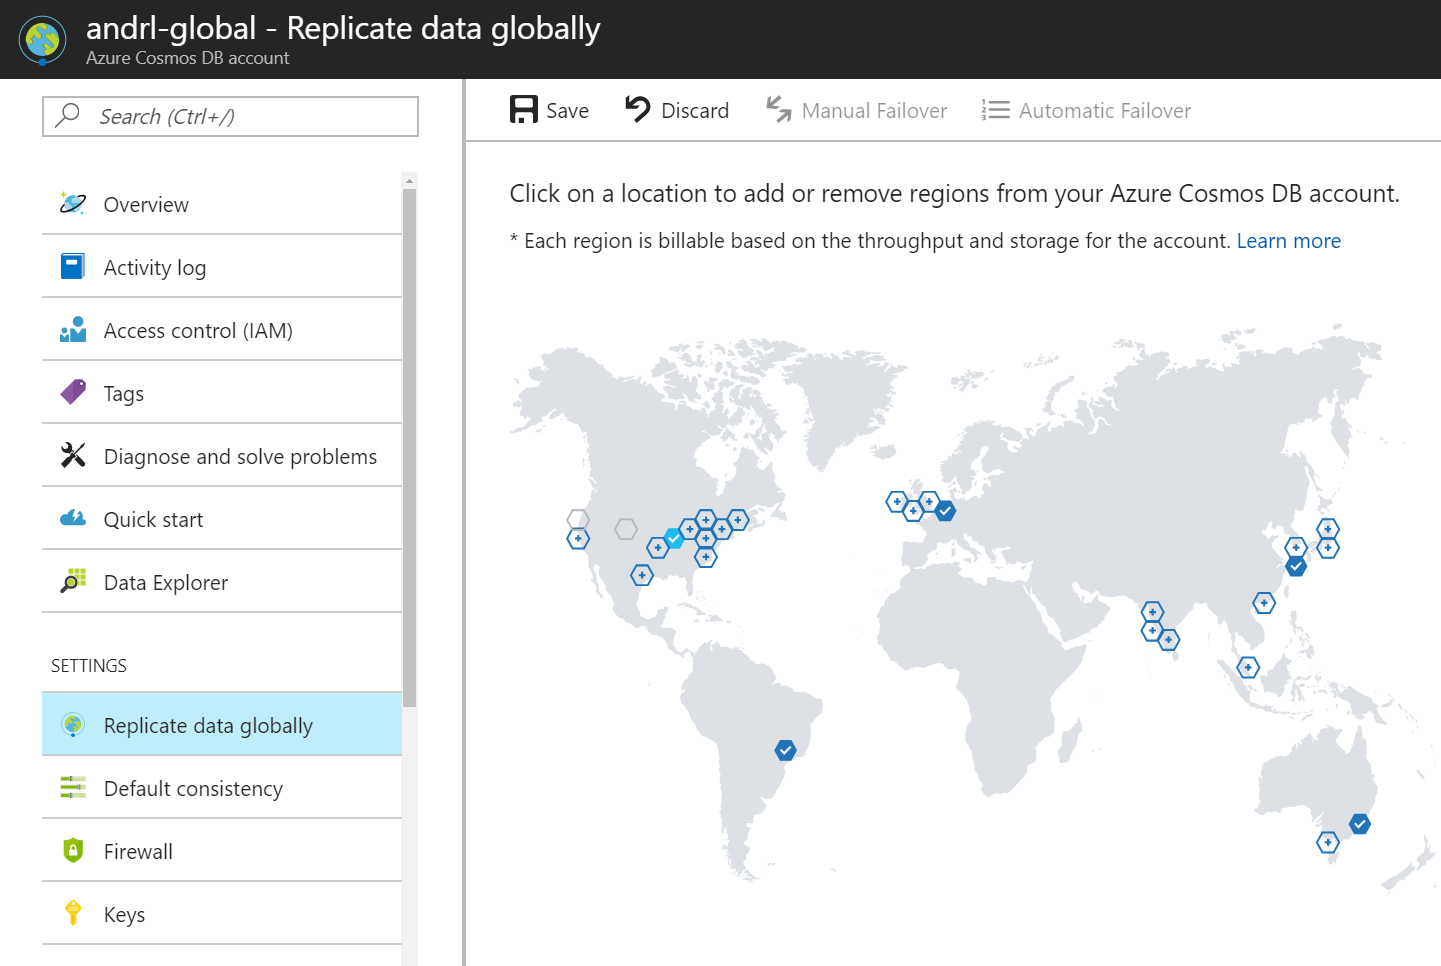 andrl-global - Replicate data globally
Azure Cosmos DB account
Search (Ctrl+/)
Overview
Activity log
Access control (IAM)
Tags
Diagnose and solve problems
Quick start
Data Explorer
SETTINGS
Replicate data globally
Default consistency
Firewall
Keys
Save Discard Manual Failover Automatic Failover
Click on a location to add or remove regions from your Azure Cosmos DB account.
* Each region is billable based on the throughput and storage for the account. Learn more